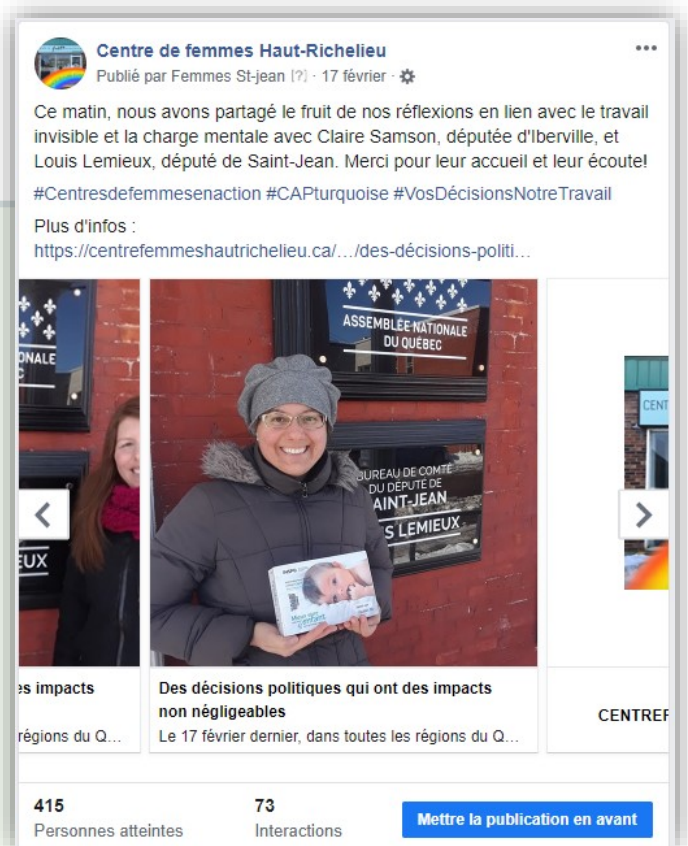 Centre de femmes Haut-Richelieu
Publié par Femmes St-jean [?] · 17 février ·
Ce matin, nous avons partagé le fruit de nos réflexions en lien avec le travail
invisible et la charge mentale avec Claire Samson, députée d'Iberville, et
Louis Lemieux, député de Saint-Jean. Merci pour leur accueil et leur écoute!
#Centresdefemmesenaction #CAPturquoise #VosDécisionsNotreTravail
Plus d'infos :
https://centrefemmeshautrichelieu.ca/…/des-décisions-politi…
ONALE
C
EUX
ASSEMBLÉE NATIONALE
DU QUÉBEC
BUREAU DE COMTÉ
DU DÉPUTÉ DE
AINT-JEAN
S LEMIEUX
CENT
es impacts
régions du Q…
Des décisions politiques qui ont des impacts
non négligeables
Le 17 février dernier, dans toutes les régions du Q…
CENTREF
415
Personnes atteintes
73
Interactions
Mettre la publication en avant